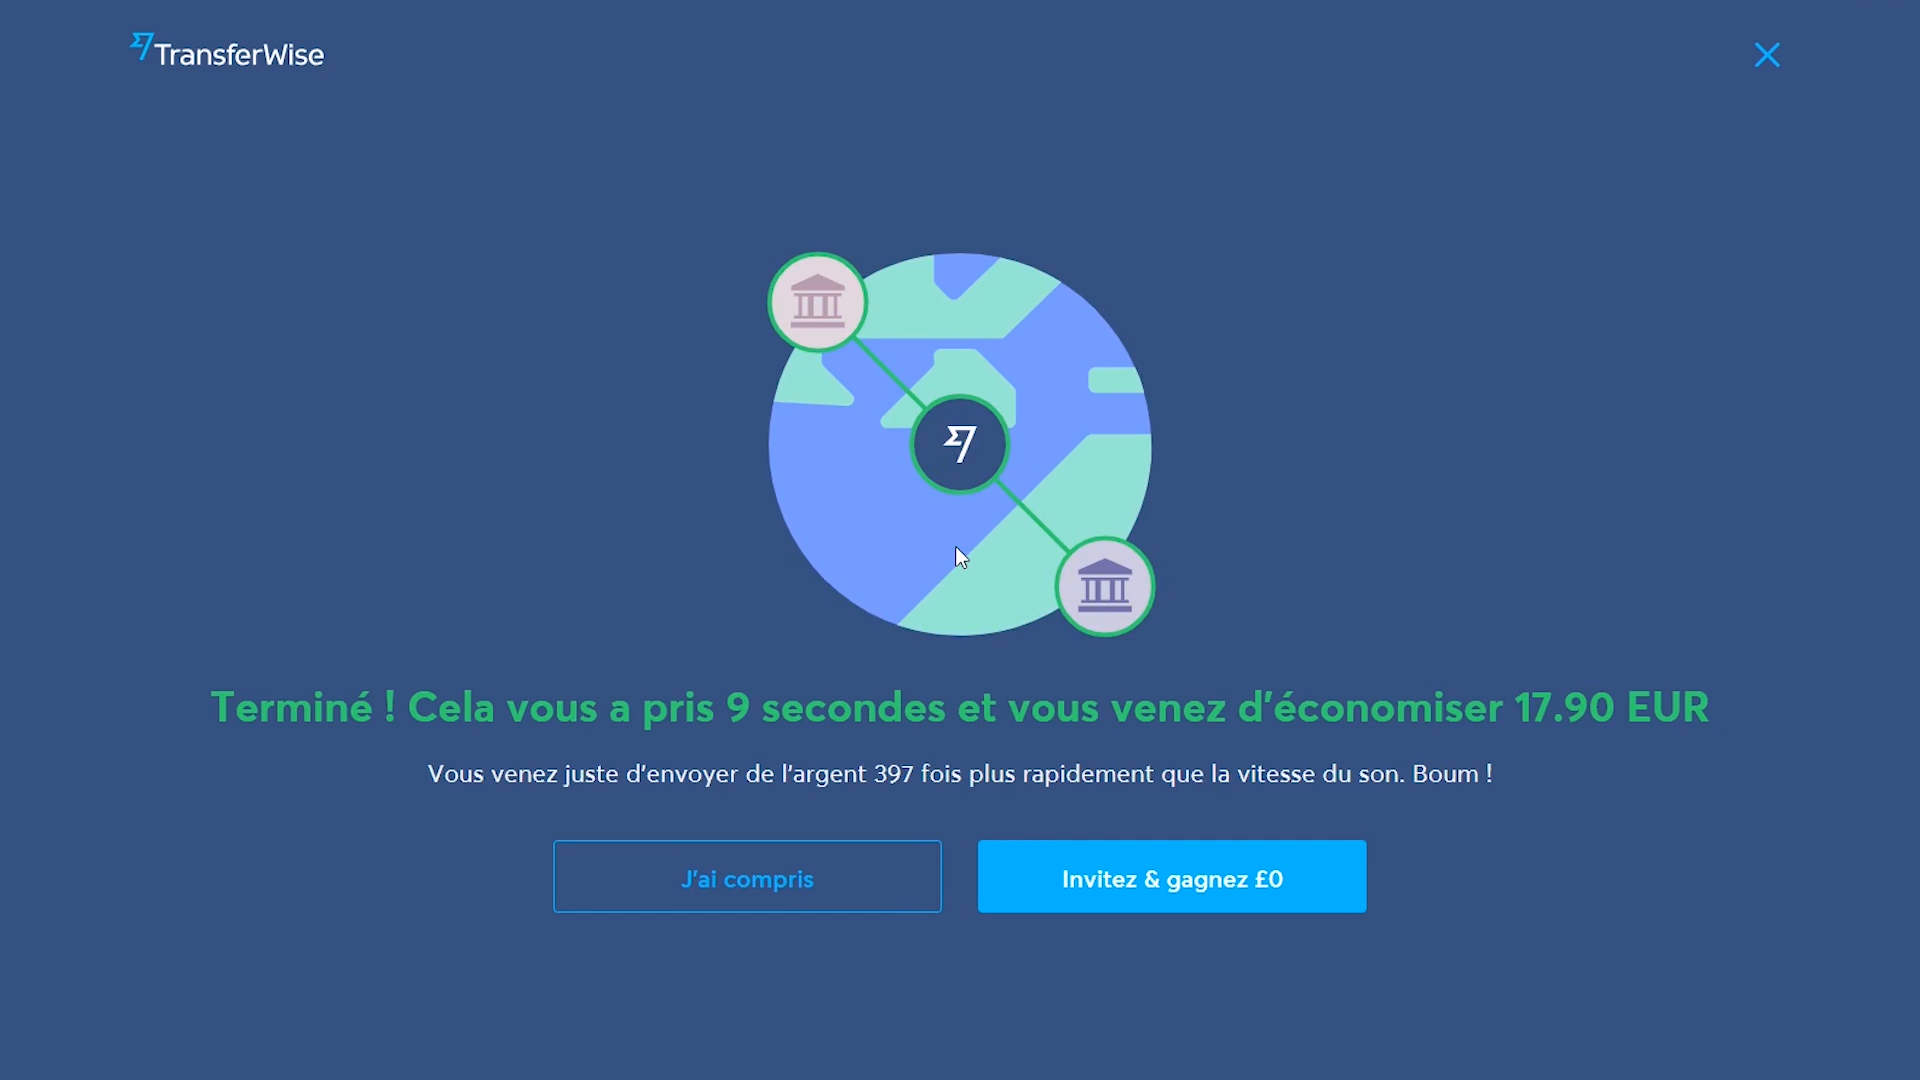 TransferWise
Terminé ! Cela vous a pris 9 secondes et vous venez d’économiser 17.90 EUR
Vous venez juste d’envoyer de l’argent 397 fois plus rapidement que la vitesse du son. Boum !
J’ai compris
Invitez & gagnez £0